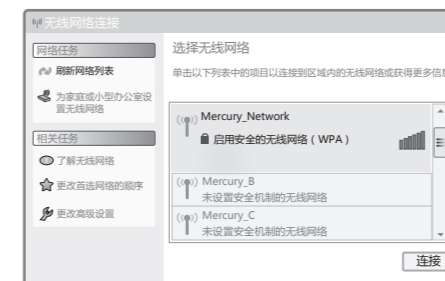 无线网络连接
网络任务
刷新网络列表
为家庭或小型办公室设
置无线网络
相关任务
了解无线网络
更改首选网络的顺序
更改高级设置
选择无线网络
单击以下列表中的项目以连接到区域内的无线网络或获得更多信息
Mercury_Network
启用安全的无线网络（WPA）
Mercury_B
未设置安全机制的无线网络
Mercury_C
未设置安全机制的无线网络
连接